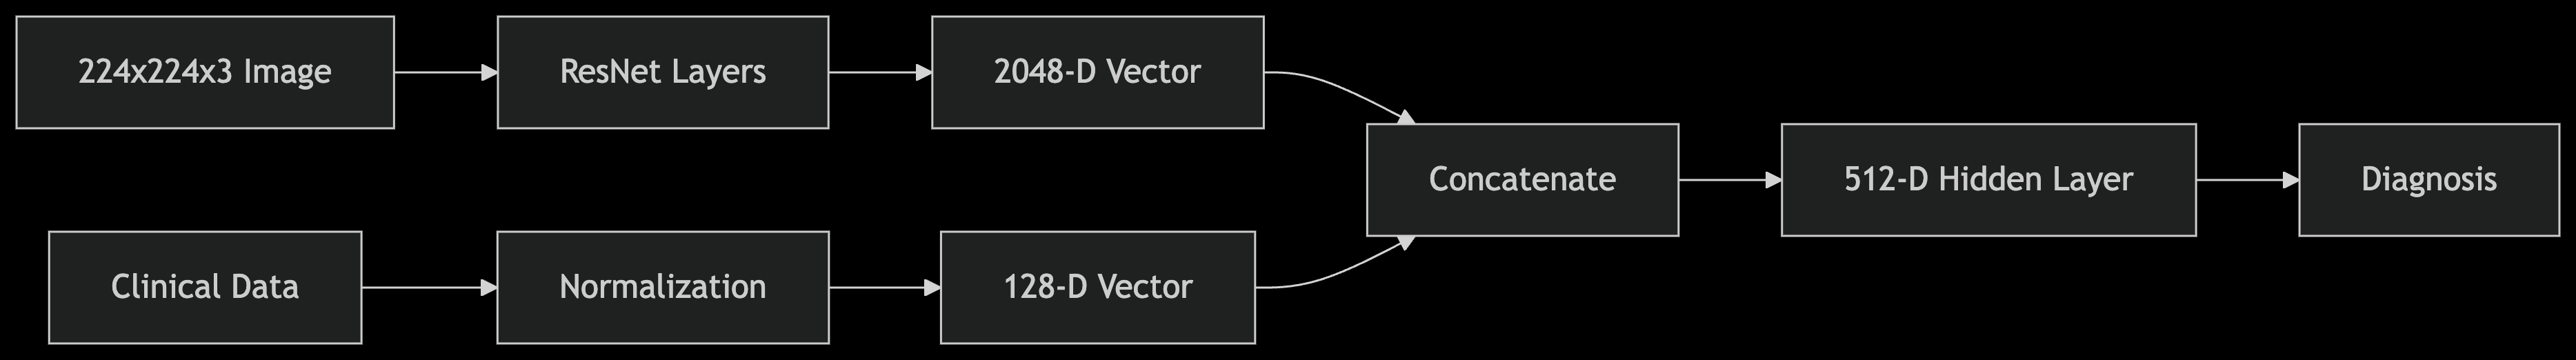 224x224x3 Image
ResNet Layers
2048-D Vector
Clinical Data
Normalization
128-D Vector
Concatenate
512-D Hidden Layer
Diagnosis